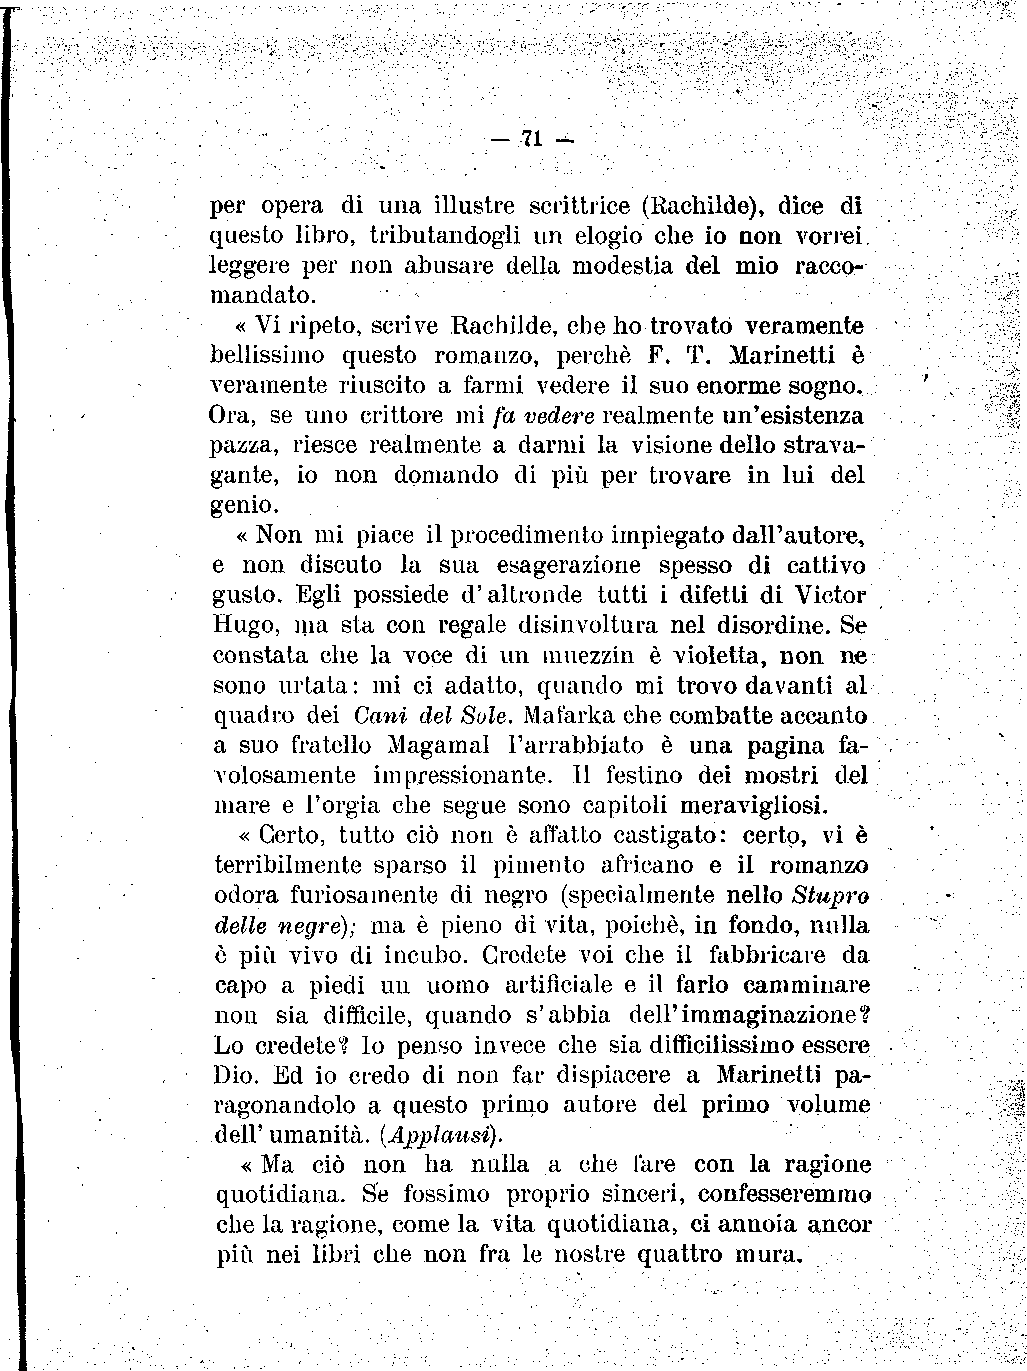 — 71 —
per opera di una illustre scrittrice (Rachilde), dice di
questo libro, tributandogli un elogio che io non vorrei
leggere per non abusare della modestia del mio racco-
mandato.
« Vi ripeto, scrive Rachilde, che ho trovato veramente
bellissimo questo romanzo, perchè F. T. Marinetti è
veramente riuscito a farmi vedere il suo enorme sogno.
Ora, se uno crittore mi fa vedere realmente un'esistenza
pazza, riesce realmente a darmi la visione dello strava-
gante, io non domando di più per trovare in lui del
genio.
« Non mi piace il procedimento impiegato dall'autore,
e non discuto la sua esagerazione spesso di cattivo
gusto. Egli possiede d'altronde tutti i difetti di Victor
Hugo, ma sta con regale disinvoltura nel disordine. Se
constata che la voce di un muezzin è violetta, non ne
sono urtata: mi ci adatto, quando mi trovo davanti al
quadro dei Cani del Sole. Mafarka che combatte accanto
a suo fratello Magamal l'arrabbiato è una pagina fa-
volosamente impressionante. Il festino dei mostri del
mare e l'orgia che segue sono capitoli meravigliosi.
« Certo, tutto ciò non è affatto castigato: certo, vi è
terribilmente sparso il pimento africano e il romanzo
odora furiosamente di negro (specialmente nello Stupro
delle negre); ma è pieno di vita, poichè, in fondo, nulla
è più vivo di incubo. Credete voi che il fabbricare da
capo a piedi un uomo artificiale e il farlo camminare
non sia difficile, quando s'abbia dell'immaginazione?
Lo credete? Io penso invece che sia difficilissimo essere
Dio. Ed io credo di non far dispiacere a Marinetti pa-
ragonandolo a questo primo autore del primo volume
dell'umanità. (Applausi).
« Ma ciò non ha nulla a che fare con la ragione
quotidiana. Se fossimo proprio sinceri, confesseremmo
che la ragione, come la vita quotidiana, ci annoia ancor
più nei libri che non fra le nostre quattro mura.